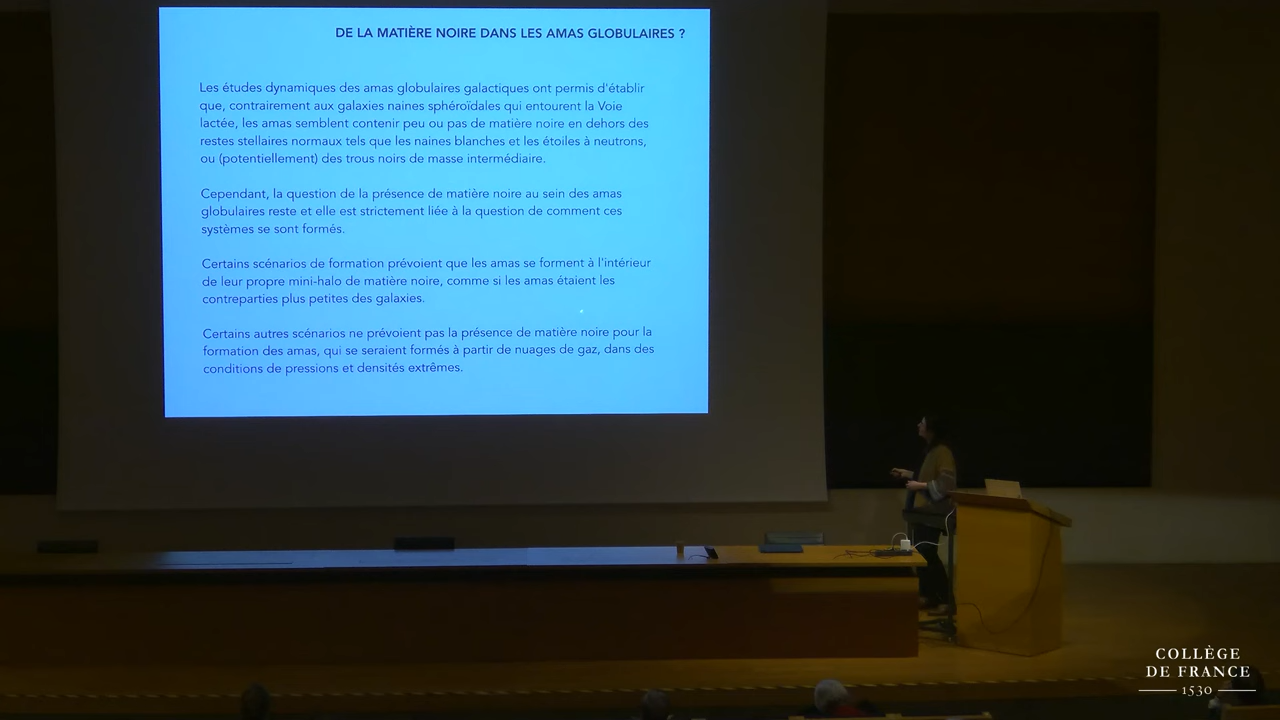 DE LA MATIÈRE NOIRE DANS LES AMAS GLOBULAIRES ?
Les études dynamiques des amas globulaires galactiques ont permis d'établir
que, contrairement aux galaxies naines sphéroïdales qui entourent la Voie
lactée, les amas semblent contenir peu ou pas de matière noire en dehors des
restes stellaires normaux tels que les naines blanches et les étoiles à neutrons,
ou (potentiellement) des trous noirs de masse intermédiaire.
Cependant, la question de la présence de matière noire au sein des amas
globulaires reste et elle est strictement liée à la question de comment ces
systèmes se sont formés.
Certains scénarios de formation prévoient que les amas se forment à l'intérieur
de leur propre mini-halo de matière noire, comme si les amas étaient les
contreparties plus petites des galaxies.
Certains autres scénarios ne prévoient pas la présence de matière noire pour la
formation des amas, qui se seraient formés à partir de nuages de gaz, dans des
conditions de pressions et densités extrêmes.
COLLÈGE
DE FRANCE
1530